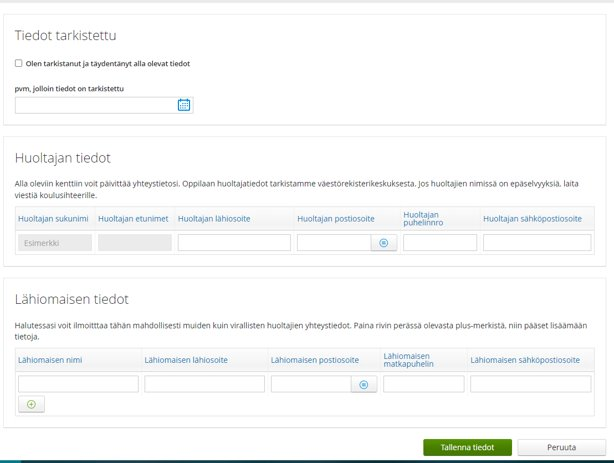 Tiedot tarkistettu
Olen tarkistanut ja täydentänyt alla olevat tiedot
pvm, jolloin tiedot on tarkistettu
Huoltajan tiedot
Alla oleviin kenttiin voit päivittää yhteystietosi. Oppilaan huoltajatiedot tarkistamme väestörekisterikeskuksesta. Jos huoltajien nimissä on epäselvyyksiä, laita
viestiä koulusihteerille.
Huoltajan sukunimi Huoltajan etunimet Huoltajan lähiosoite Huoltajan postiosoite Huoltajan puhelinnro Huoltajan sähköpostiosoite
Esimerkki
Lähiomaisen tiedot
Halutessasi voit ilmoitttaa tähän mahdollisesti muiden kuin virallisten huoltajien yhteystiedot. Paina rivin perässä olevasta plus-merkistä, niin pääset lisäämään
tietoja.
Lähiomaisen nimi Lähiomaisen lähiosoite Lähiomaisen postiosoite Lähiomaisen matkapuhelin Lähiomaisen sähköpostiosoite
Tallenna tiedot Peruuta